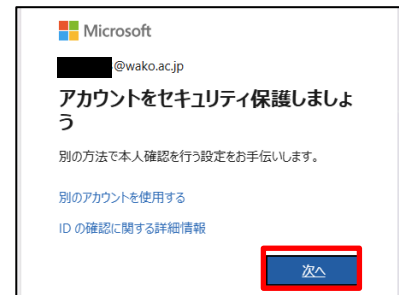 Microsoft
@wako.ac.jp
アカウントをセキュリティ保護しましょ
う
別の方法で本人確認を行う設定をお手伝いします。
別のアカウントを使用する
ID の確認に関する詳細情報
次へ